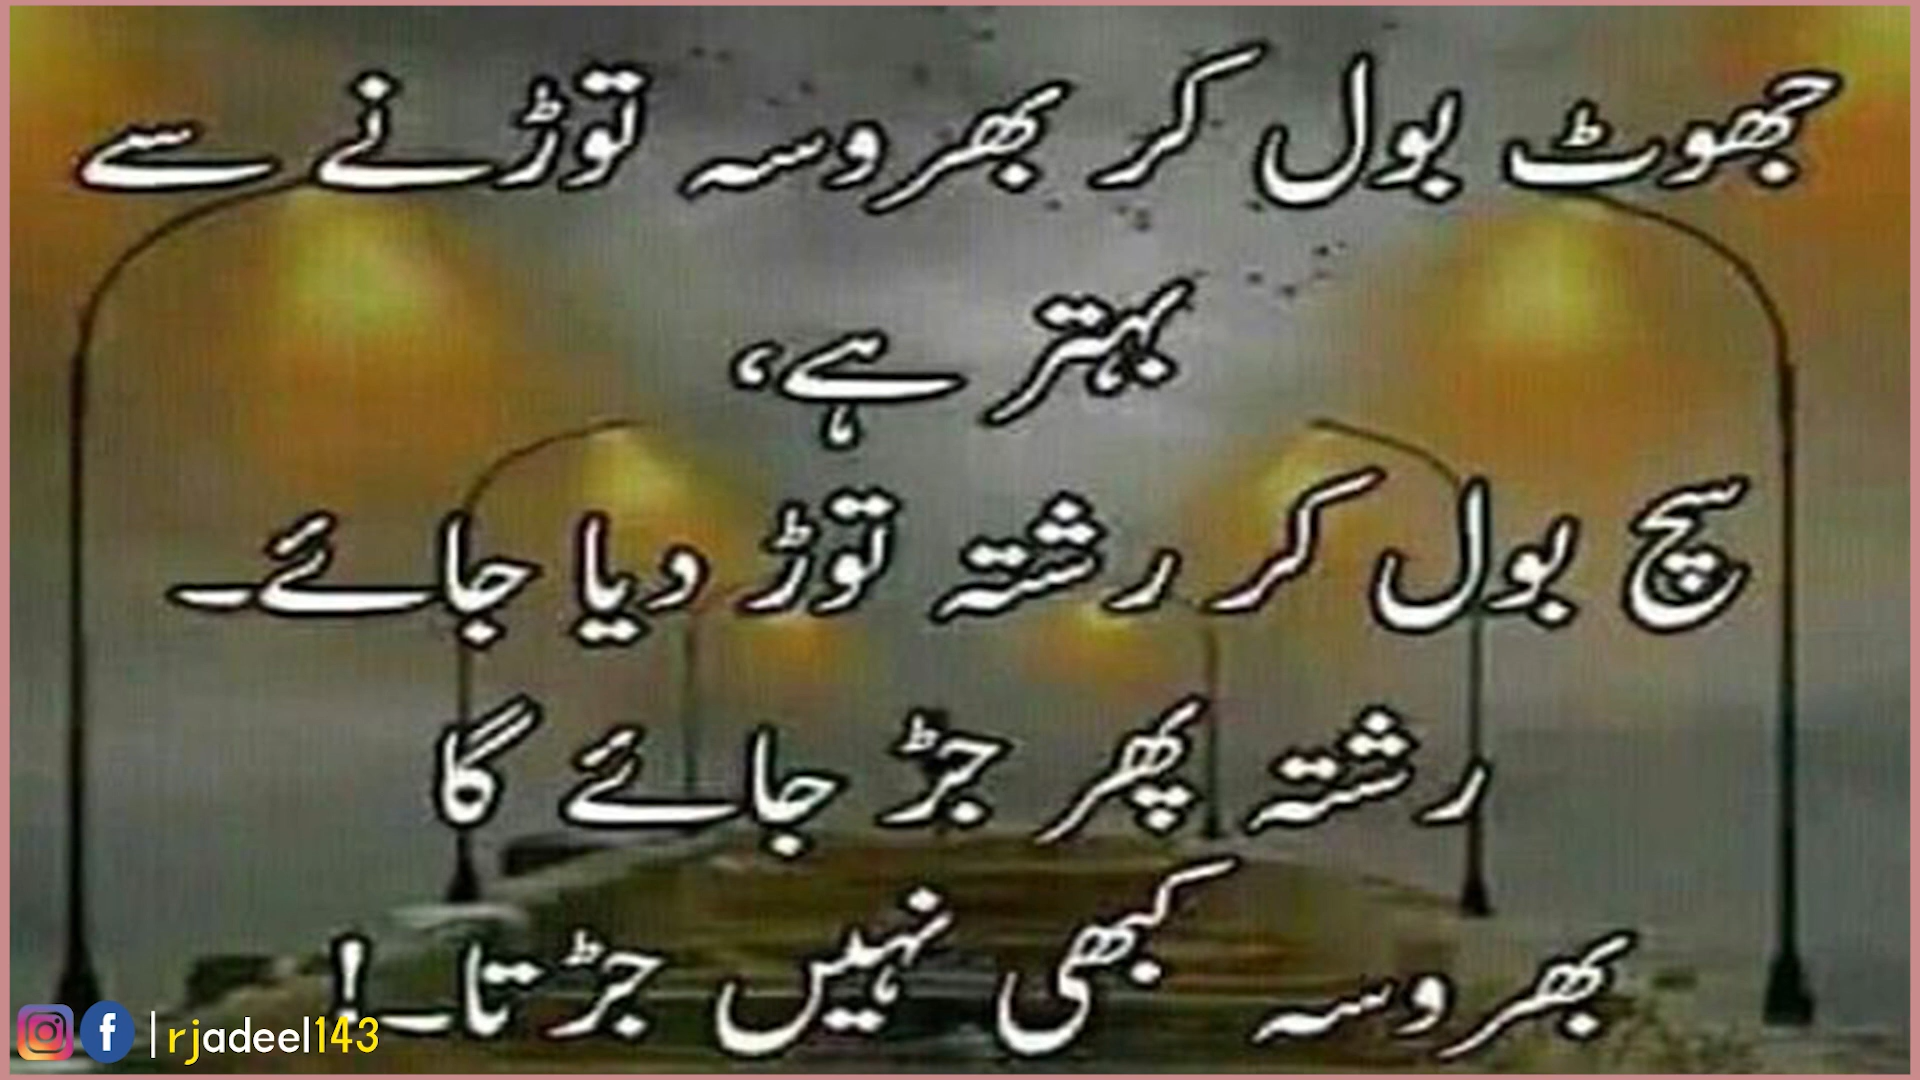 جھوٹ بول کر بھروسہ توڑنے سے
بہتر ہے،
سچ بول کر رشتہ توڑ دیا جائے۔
رشتہ پھر جڑ جائے گا
بھروسہ کبھی نہیں جڑتا۔!
|rjadeel143